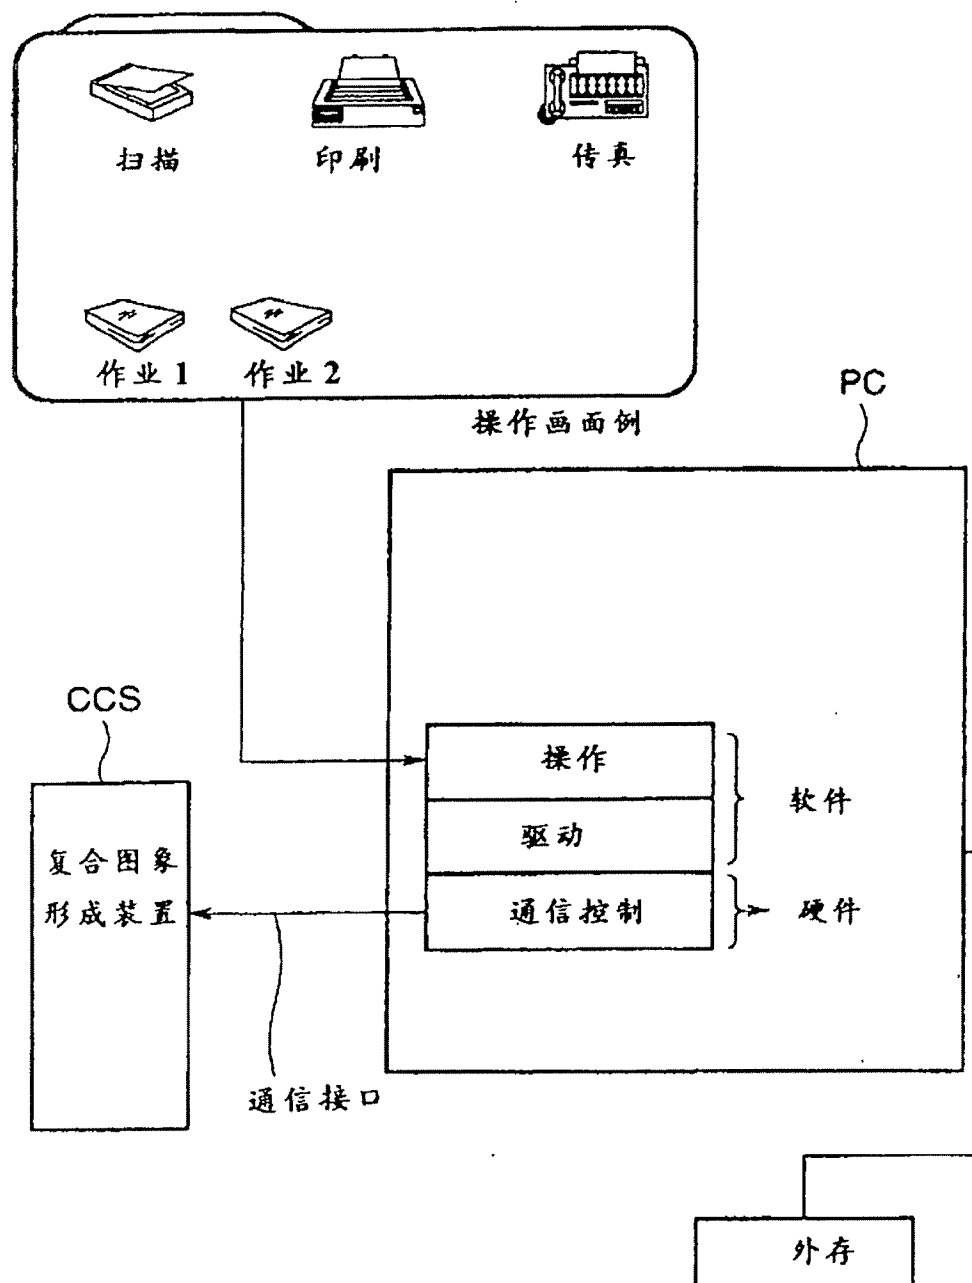 扫描
印刷
传真
作业1
作业2
操作画面例
PC
CCS
操作
驱动
软件
复合图象
形成装置
通信控制
硬件
通信接口
外存